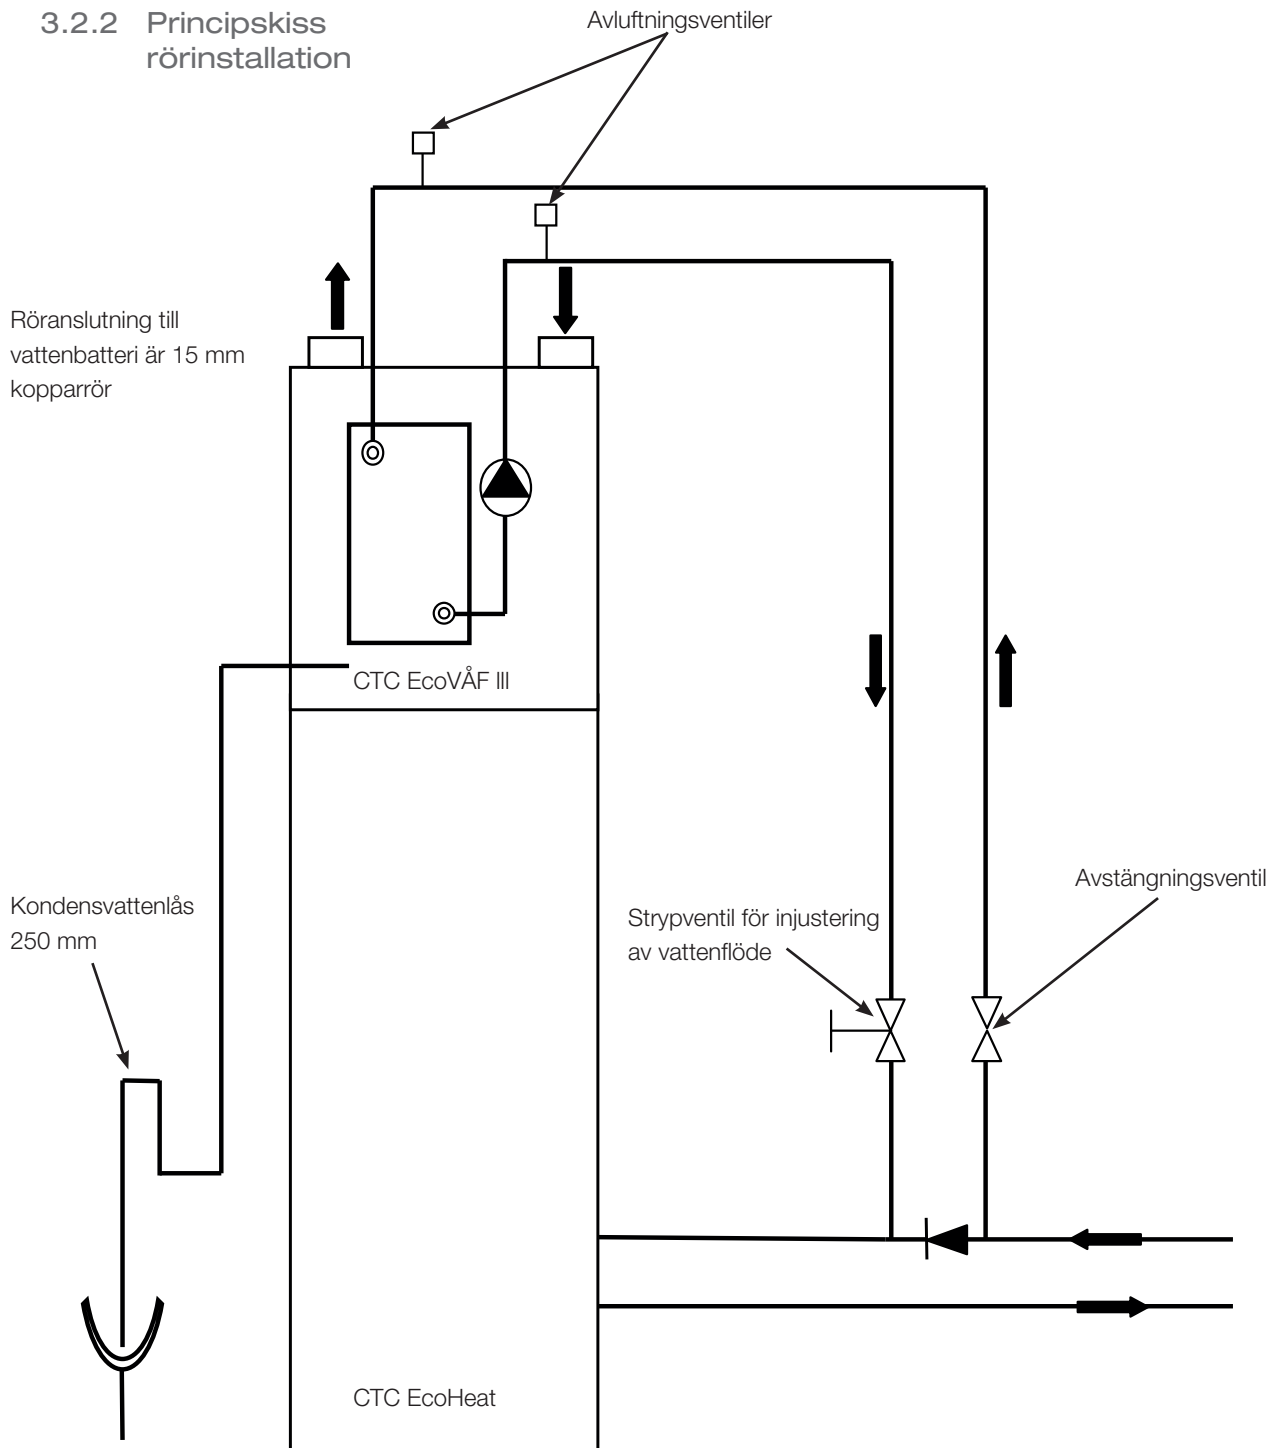 3.2.2 Principskiss
rörinstallation
Avluftningsventiler
Röranslutning till
vattenbatteri är 15 mm
kopparrör
CTC EcoVÅF III
Kondensvattenlås
250 mm
Strypventil för injustering
av vattenflöde
Avstängningsventil
CTC EcoHeat